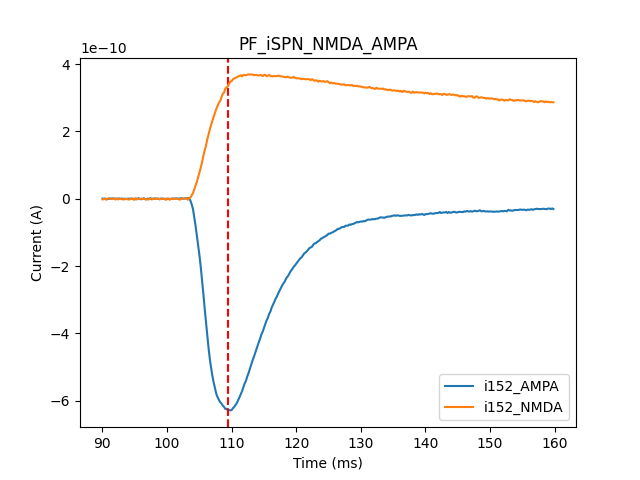 PF_iSPN_NMDA_AMPA
1e−10
4
2
0
−2
−4
−6
Current (A)
90 100 110 120 130 140 150 160
Time (ms)
i152_AMPA
i152_NMDA